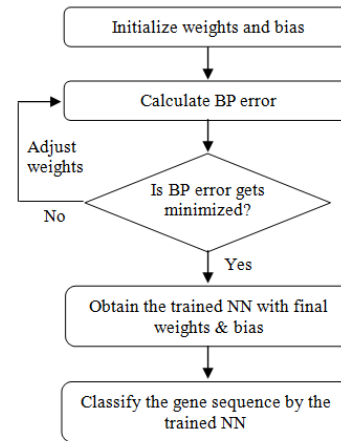 Initialize weights and bias
Calculate BP error
Adjust
weights
Is BP error gets
minimized?
No
Yes
Obtain the trained NN with final
weights & bias
Classify the gene sequence by the
trained NN